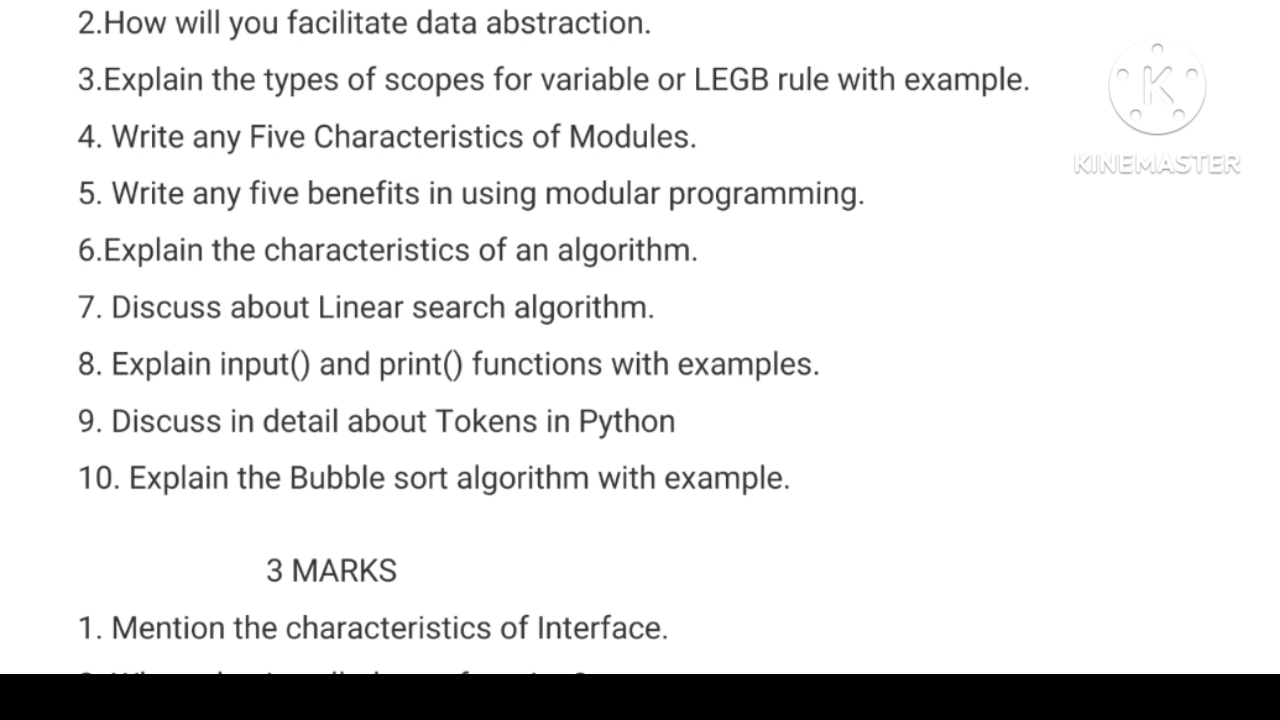 2.How will you facilitate data abstraction.
3.Explain the types of scopes for variable or LEGB rule with example.
4. Write any Five Characteristics of Modules.
5. Write any five benefits in using modular programming.
6.Explain the characteristics of an algorithm.
7. Discuss about Linear search algorithm.
8. Explain input() and print() functions with examples.
9. Discuss in detail about Tokens in Python
10. Explain the Bubble sort algorithm with example.
3 MARKS
1. Mention the characteristics of Interface.
K
KINEMASTER